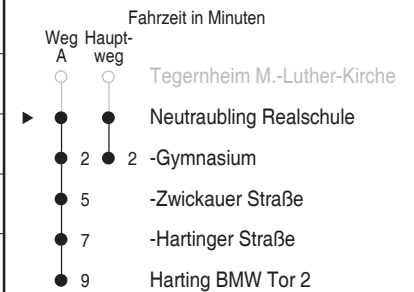 Fahrzeit in Minuten
Weg Haupt-
A weg
Tegernheim M.-Luther-Kirche
Neutraubling Realschule
2 2 -Gymnasium
5 -Zwickauer Straße
7 -Hartinger Straße
9 Harting BMW Tor 2